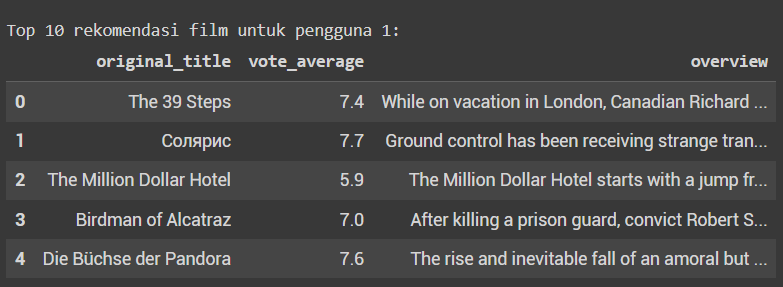 Top 10 rekomendasi film untuk pengguna 1:
original_title vote_average overview
0 The 39 Steps 7.4 While on vacation in London, Canadian Richard ...
1 Солярис 7.7 Ground control has been receiving strange tran...
2 The Million Dollar Hotel 5.9 The Million Dollar Hotel starts with a jump fr...
3 Birdman of Alcatraz 7.0 After killing a prison guard, convict Robert S...
4 Die Büchse der Pandora 7.6 The rise and inevitable fall of an amoral but ...